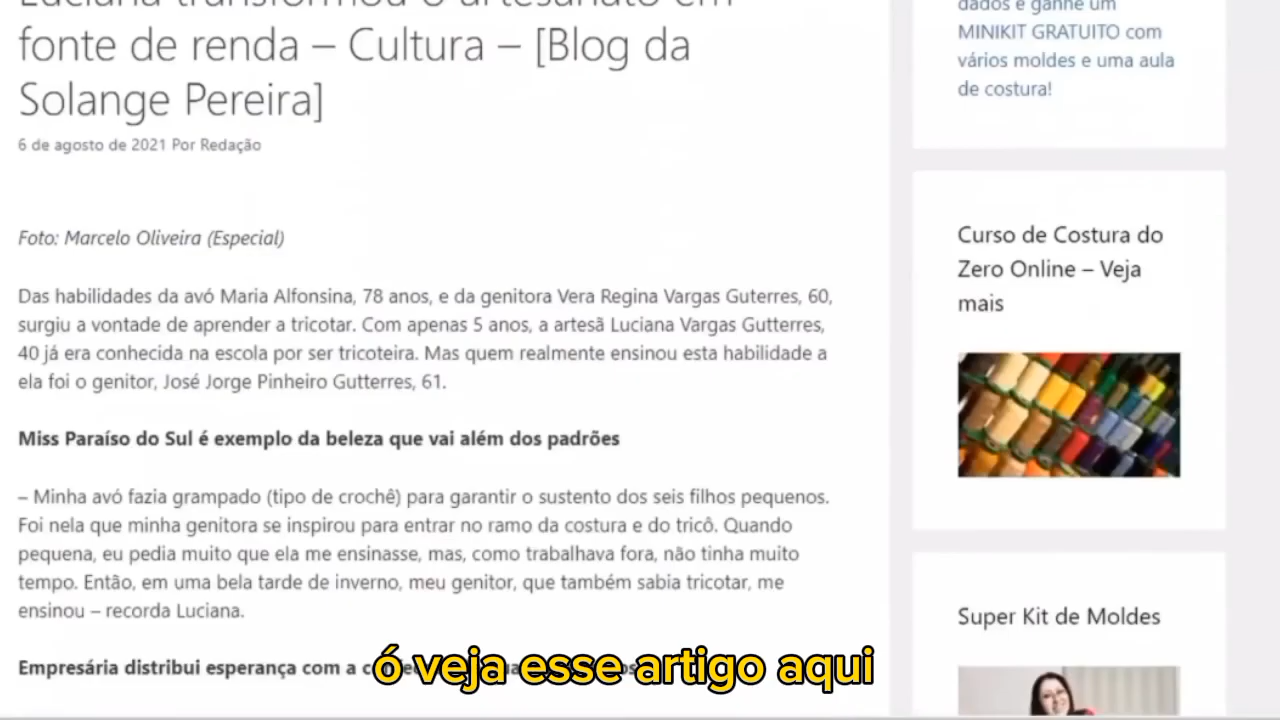 Luciana transformou o artesanato em
fonte de renda – Cultura – [Blog da
Solange Pereira]
6 de agosto de 2021 Por Redação
Foto: Marcelo Oliveira (Especial)
Das habilidades da avó Maria Alfonsina, 78 anos, e da genitora Vera Regina Vargas Guterres, 60,
surgiu a vontade de aprender a tricotar. Com apenas 5 anos, a artesã Luciana Vargas Gutterres,
40 já era conhecida na escola por ser tricoteira. Mas quem realmente ensinou esta habilidade a
ela foi o genitor, José Jorge Pinheiro Gutterres, 61.
Miss Paraíso do Sul é exemplo da beleza que vai além dos padrões
– Minha avó fazia grampado (tipo de crochê) para garantir o sustento dos seis filhos pequenos.
Foi nela que minha genitora se inspirou para entrar no ramo da costura e do tricô. Quando
pequena, eu pedia muito que ela me ensinasse, mas, como trabalhava fora, não tinha muito
tempo. Então, em uma bela tarde de inverno, meu genitor, que também sabia tricotar, me
ensinou – recorda Luciana.
Empresária distribui esperança com a
ó veja esse artigo aqui
dados e ganhe um
MINIKIT GRATUITO com
vários moldes e uma aula
de costura!
Curso de Costura do
Zero Online – Veja
mais
Super Kit de Moldes